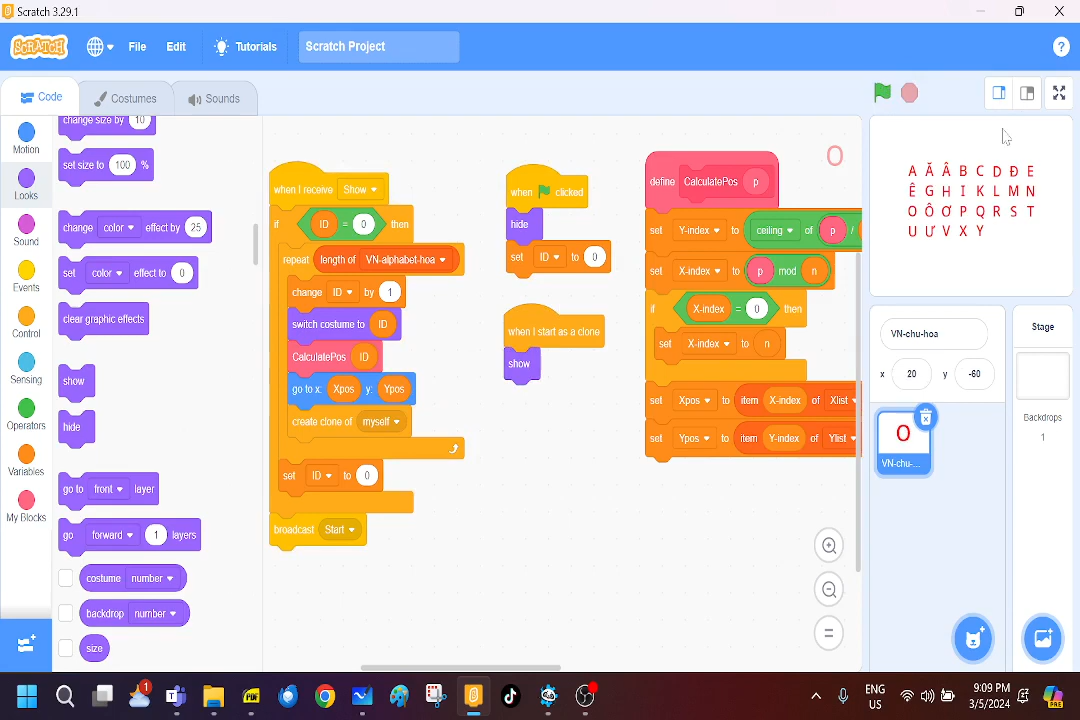 Scratch 3.29.1
SCRATCH
File
Edit
Tutorials
Scratch Project
Code
Costumes
Sounds
Motion
Looks
Sound
Events
Control
Sensing
Operators
Variables
My Blocks
change size by 10
set size to 100 %
change color effect by 25
set color effect to 0
clear graphic effects
show
hide
go to front layer
go forward 1 layers
costume number
backdrop number
size
when I receive Show
if ID = 0 then
repeat length of VN-alphabet-hoa
change ID by 1
switch costume to ID
CalculatePos ID
go to x: Xpos y: Ypos
create clone of myself
set ID to 0
broadcast Start
when clicked
hide
set ID to 0
when I start as a clone
show
O
define CalculatePos p
set Y-index to ceiling of p /
set X-index to p mod n
if X-index = 0 then
set X-index to n
set Xpos to item X-index of Xlist
set Ypos to item Y-index of Ylist
A Ă Â B C D Đ E
Ê G H I K L M N
O Ô Ơ P Q R S T
U Ư V X Y
VN-chu-hoa
x 20 y -60
O
VN-chu-...
Stage
Backdrops
1
1
PDF
ENG
US
9:09 PM
3/5/2024
PRE